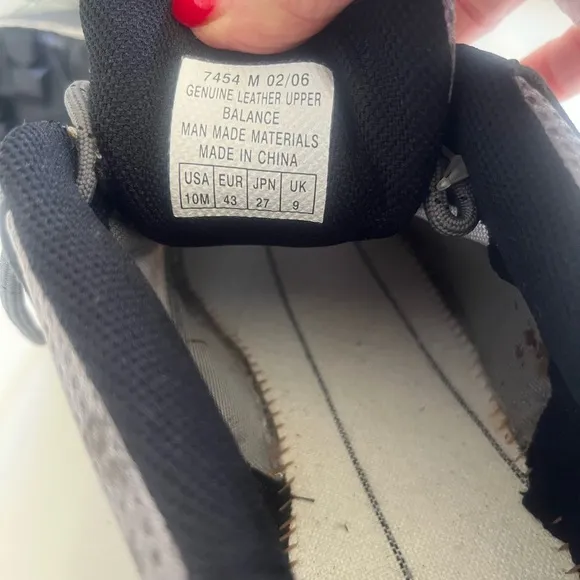 7454 M 02/06
GENUINE LEATHER UPPER
BALANCE
MAN MADE MATERIALS
MADE IN CHINA
USA EUR JPN UK
10M 43 27 9